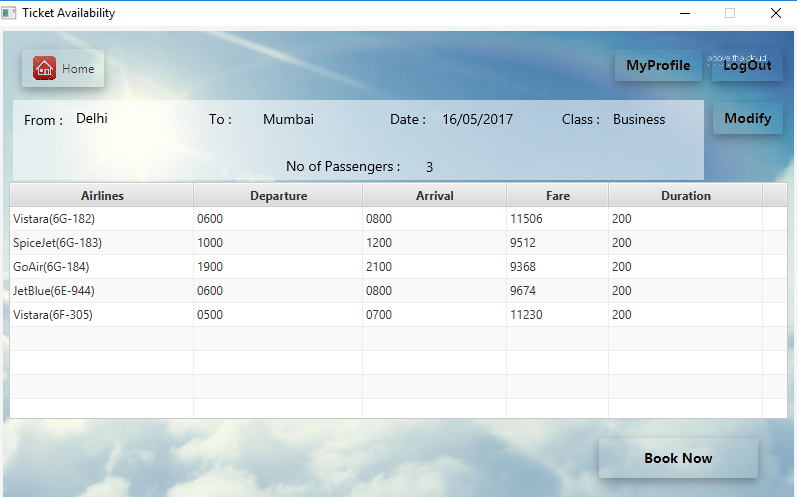 Ticket Availability
Home
MyProfile
above the cloud
LogOut
From : Delhi To : Mumbai Date : 16/05/2017 Class : Business
Modify
No of Passengers : 3
Airlines Departure Arrival Fare Duration
Vistara(6G-182) 0600 0800 11506 200
SpiceJet(6G-183) 1000 1200 9512 200
GoAir(6G-184) 1900 2100 9368 200
JetBlue(6E-944) 0600 0800 9674 200
Vistara(6F-305) 0500 0700 11230 200
Book Now